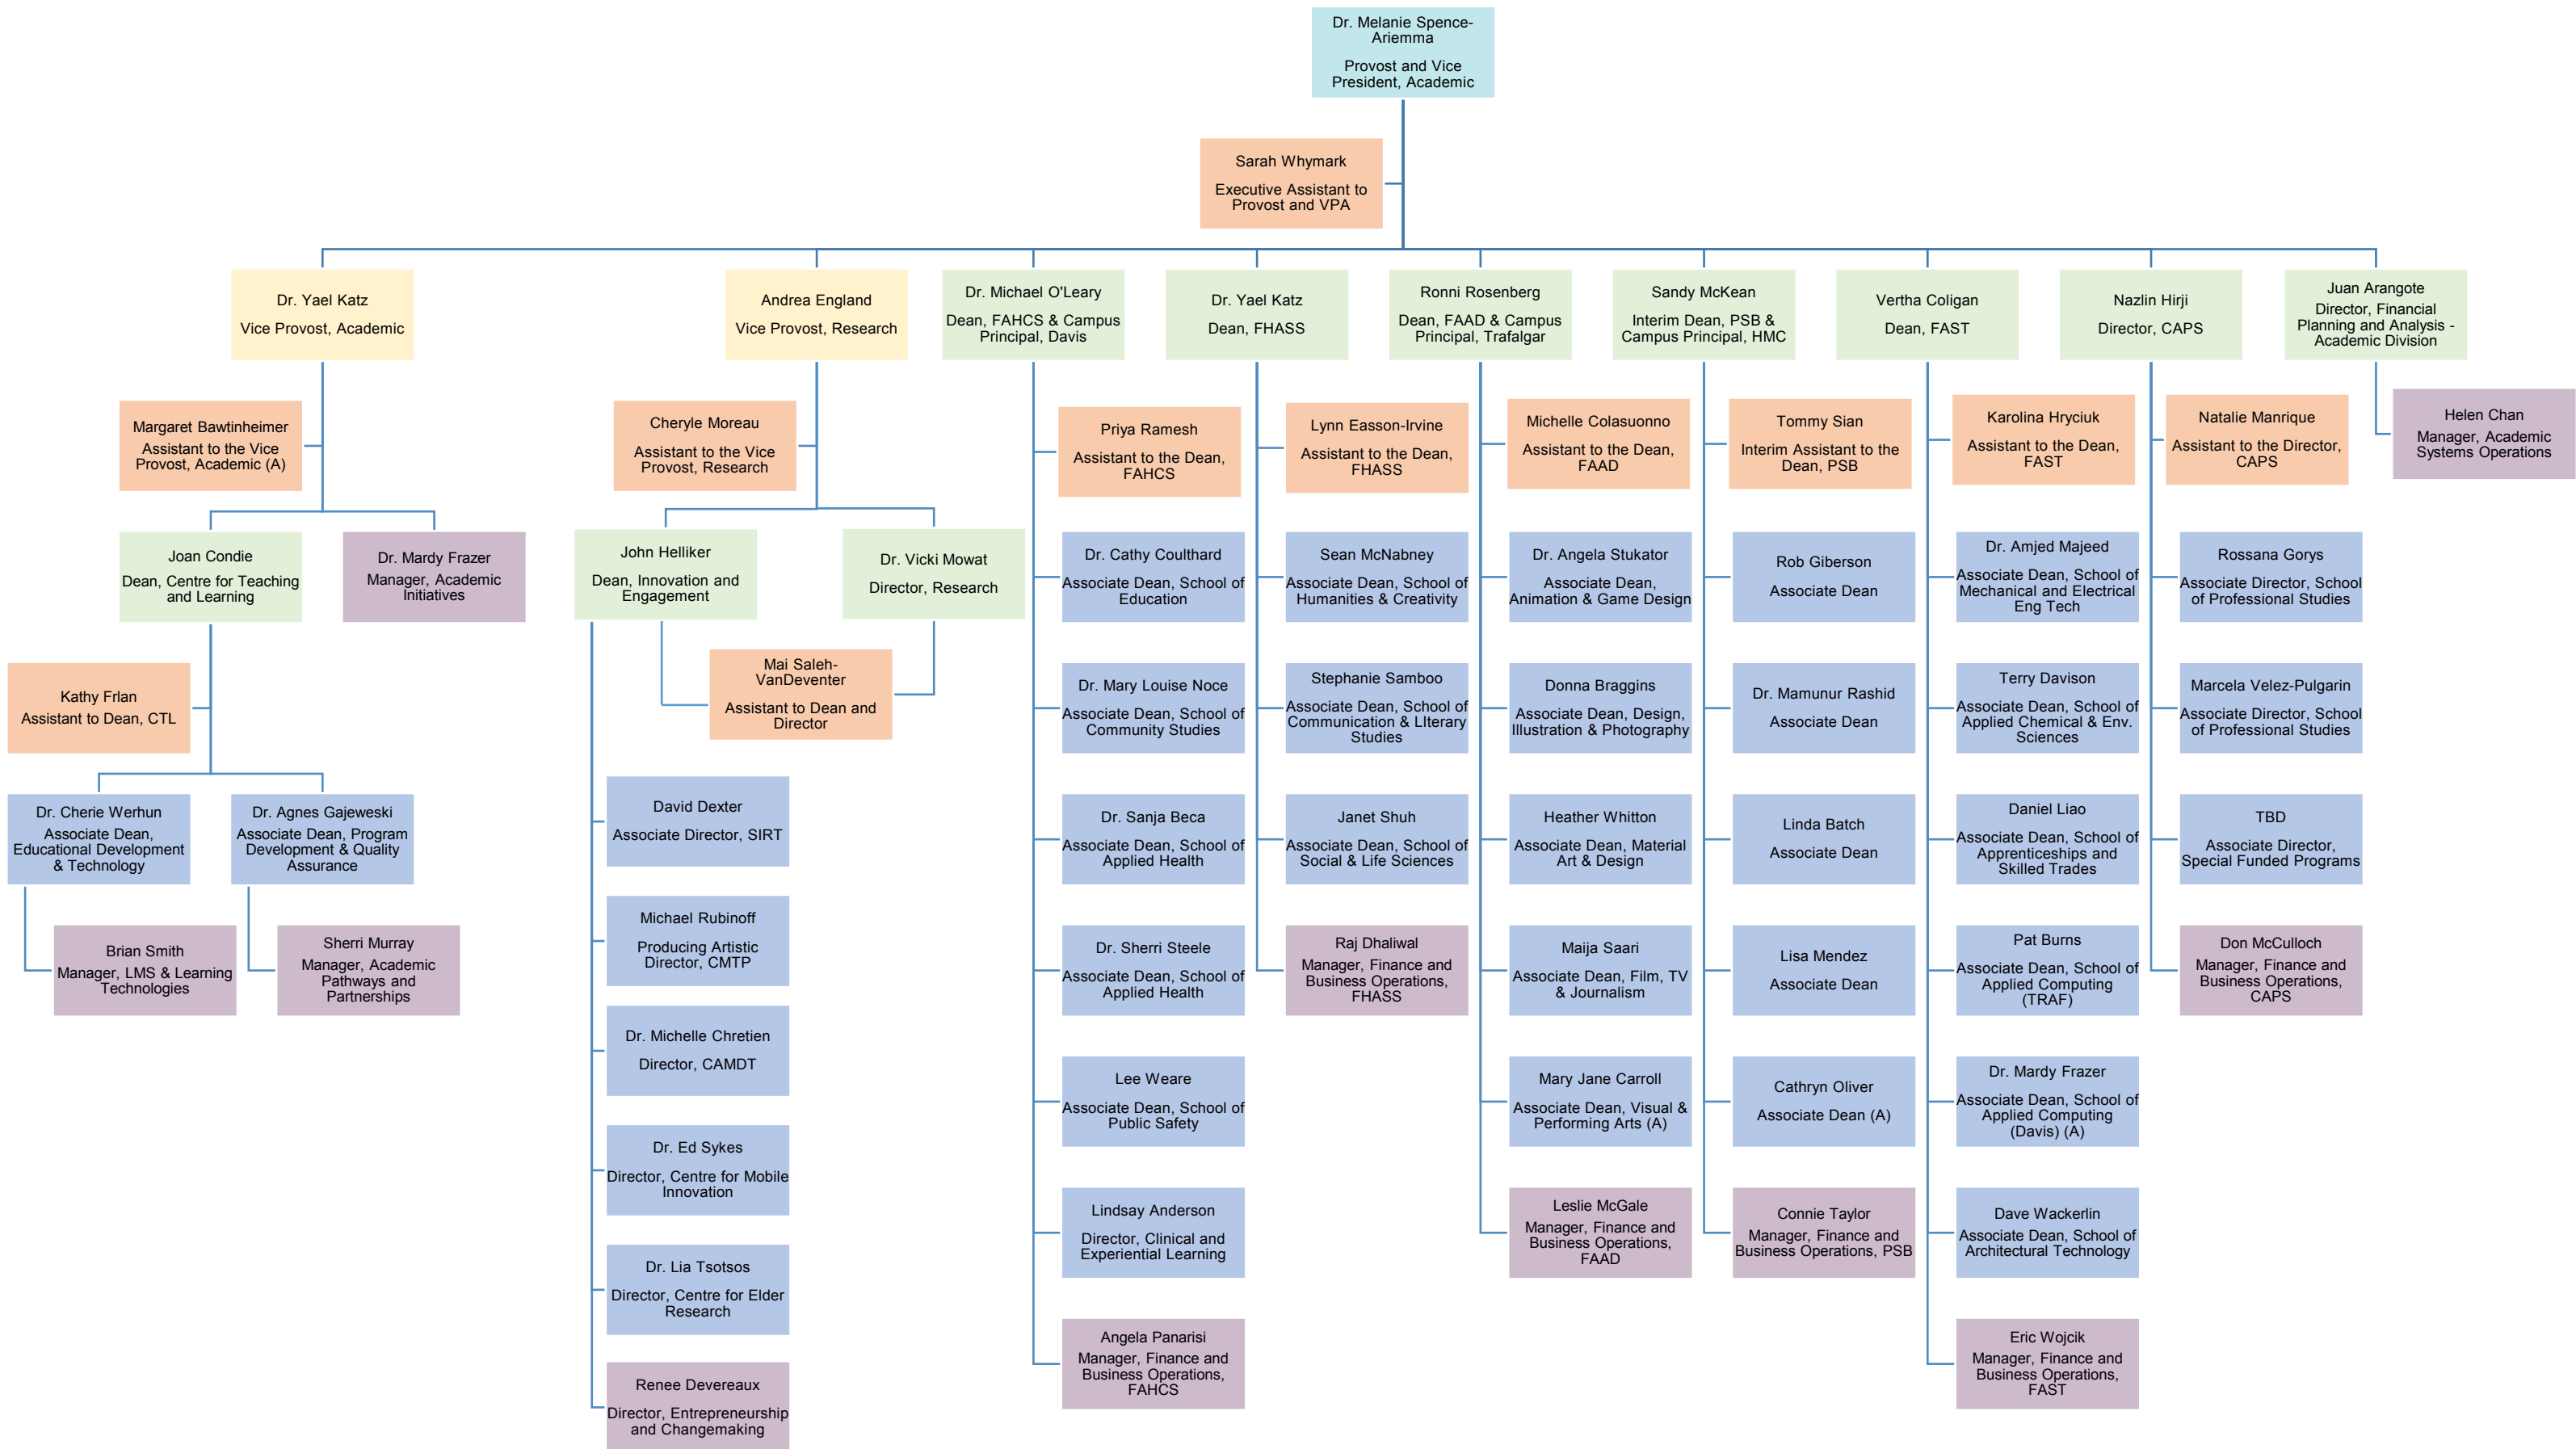 Dr. Melanie Spence-
Ariemma
Provost and Vice
President, Academic
Sarah Whymark
Executive Assistant to
Provost and VPA
Dr. Yael Katz
Vice Provost, Academic
Margaret Bawtinheimer
Assistant to the Vice
Provost, Academic (A)
Joan Condie
Dean, Centre for Teaching
and Learning
Dr. Mardy Frazer
Manager, Academic
Initiatives
Kathy Frlan
Assistant to Dean, CTL
Dr. Cherie Werhun
Associate Dean,
Educational Development
& Technology
Dr. Agnes Gajeweski
Associate Dean, Program
Development & Quality
Assurance
Brian Smith
Manager, LMS & Learning
Technologies
Sherri Murray
Manager, Academic
Pathways and
Partnerships
Andrea England
Vice Provost, Research
Cheryle Moreau
Assistant to the Vice
Provost, Research
John Helliker
Dean, Innovation and
Engagement
Dr. Vicki Mowat
Director, Research
Mai Saleh-
VanDeventer
Assistant to Dean and
Director
David Dexter
Associate Director, SIRT
Michael Rubinoff
Producing Artistic
Director, CMTP
Dr. Michelle Chretien
Director, CAMDT
Dr. Ed Sykes
Director, Centre for Mobile
Innovation
Dr. Lia Tsotsos
Director, Centre for Elder
Research
Renee Devereaux
Director, Entrepreneurship
and Changemaking
Dr. Michael O'Leary
Dean, FAHCS & Campus
Principal, Davis
Priya Ramesh
Assistant to the Dean,
FAHCS
Dr. Cathy Coulthard
Associate Dean, School of
Education
Dr. Mary Louise Noce
Associate Dean, School of
Community Studies
Dr. Sanja Beca
Associate Dean, School of
Applied Health
Dr. Sherri Steele
Associate Dean, School of
Applied Health
Lee Weare
Associate Dean, School of
Public Safety
Lindsay Anderson
Director, Clinical and
Experiential Learning
Angela Panarisi
Manager, Finance and
Business Operations,
FAHCS
Dr. Yael Katz
Dean, FHASS
Lynn Easson-Irvine
Assistant to the Dean,
FHASS
Sean McNabney
Associate Dean, School of
Humanities & Creativity
Stephanie Samboo
Associate Dean, School of
Communication & LIterary
Studies
Janet Shuh
Associate Dean, School of
Social & Life Sciences
Raj Dhaliwal
Manager, Finance and
Business Operations,
FHASS
Ronni Rosenberg
Dean, FAAD & Campus
Principal, Trafalgar
Michelle Colasuonno
Assistant to the Dean,
FAAD
Dr. Angela Stukator
Associate Dean,
Animation & Game Design
Donna Braggins
Associate Dean, Design,
Illustration & Photography
Heather Whitton
Associate Dean, Material
Art & Design
Maija Saari
Associate Dean, Film, TV
& Journalism
Mary Jane Carroll
Associate Dean, Visual &
Performing Arts (A)
Leslie McGale
Manager, Finance and
Business Operations,
FAAD
Sandy McKean
Interim Dean, PSB &
Campus Principal, HMC
Tommy Sian
Interim Assistant to the
Dean, PSB
Rob Giberson
Associate Dean
Dr. Mamunur Rashid
Associate Dean
Linda Batch
Associate Dean
Lisa Mendez
Associate Dean
Cathryn Oliver
Associate Dean (A)
Connie Taylor
Manager, Finance and
Business Operations, PSB
Vertha Coligan
Dean, FAST
Karolina Hryciuk
Assistant to the Dean,
FAST
Dr. Amjed Majeed
Associate Dean, School of
Mechanical and Electrical
Eng Tech
Terry Davison
Associate Dean, School of
Applied Chemical & Env.
Sciences
Daniel Liao
Associate Dean, School of
Apprenticeships and
Skilled Trades
Pat Burns
Associate Dean, School of
Applied Computing
(TRAF)
Dr. Mardy Frazer
Associate Dean, School of
Applied Computing
(Davis) (A)
Dave Wackerlin
Associate Dean, School of
Architectural Technology
Eric Wojcik
Manager, Finance and
Business Operations,
FAST
Nazlin Hirji
Director, CAPS
Natalie Manrique
Assistant to the Director,
CAPS
Rossana Gorys
Associate Director, School
of Professional Studies
Marcela Velez-Pulgarin
Associate Director, School
of Professional Studies
TBD
Associate Director,
Special Funded Programs
Don McCulloch
Manager, Finance and
Business Operations,
CAPS
Juan Arangote
Director, Financial
Planning and Analysis -
Academic Division
Helen Chan
Manager, Academic
Systems Operations